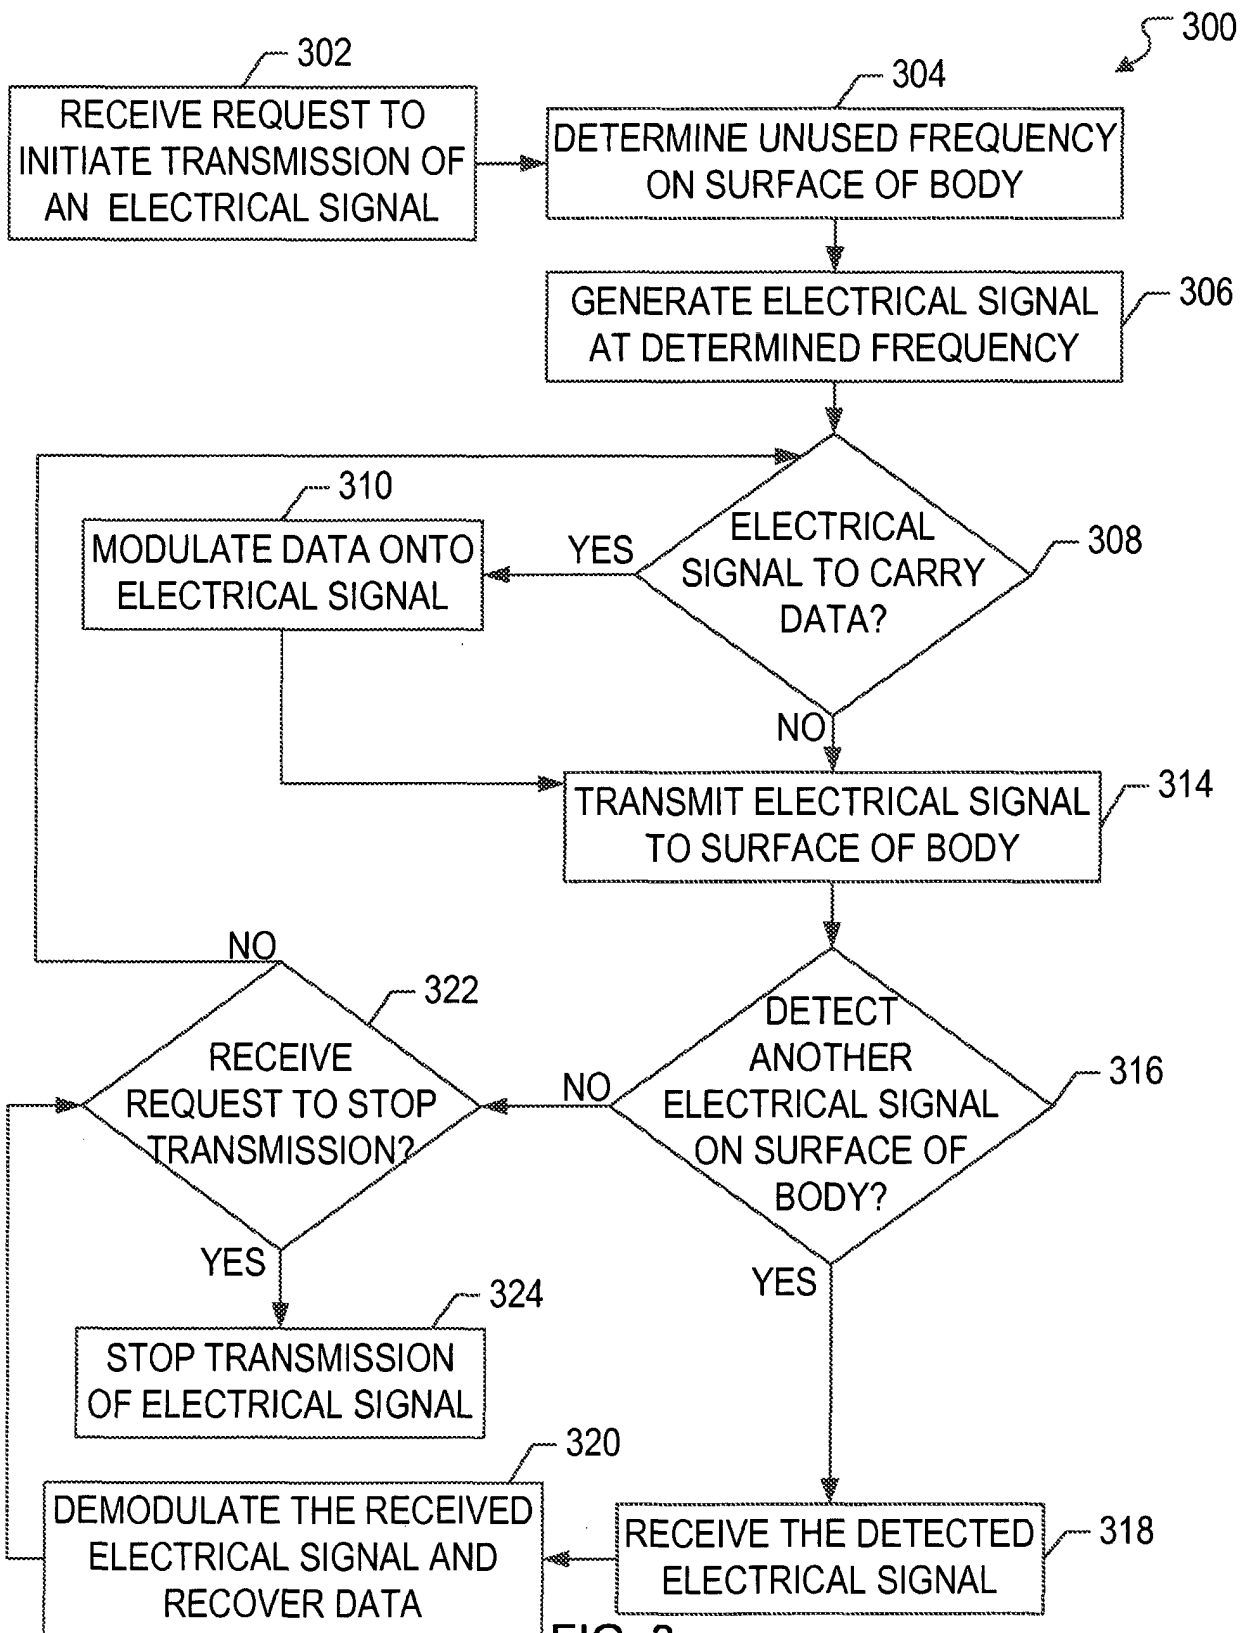 300
302
RECEIVE REQUEST TO
INITIATE TRANSMISSION OF
AN ELECTRICAL SIGNAL
304
DETERMINE UNUSED FREQUENCY
ON SURFACE OF BODY
306
GENERATE ELECTRICAL SIGNAL
AT DETERMINED FREQUENCY
308
ELECTRICAL
SIGNAL TO CARRY
DATA?
YES
310
MODULATE DATA ONTO
ELECTRICAL SIGNAL
NO
314
TRANSMIT ELECTRICAL SIGNAL
TO SURFACE OF BODY
316
DETECT
ANOTHER
ELECTRICAL SIGNAL
ON SURFACE OF
BODY?
NO
322
RECEIVE
REQUEST TO STOP
TRANSMISSION?
NO
YES
324
STOP TRANSMISSION
OF ELECTRICAL SIGNAL
YES
318
RECEIVE THE DETECTED
ELECTRICAL SIGNAL
320
DEMODULATE THE RECEIVED
ELECTRICAL SIGNAL AND
RECOVER DATA